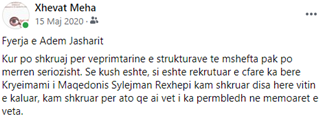 Xhevat Meha
15 Maj 2020 ·
Fyerja e Adem Jasharit
Kur po shkruaj per veprimtarine e strukturave te mshefta pak po
merren seriozisht. Se kush eshte, si eshte rekrutuar e cfare ka bere
Kryeimami i Maqedonis Sylejman Rexhepi kam shkruar disa here vitin
e kaluar, kam shkruar per ato qe ai vet i ka permbledh ne memoaret e
veta.